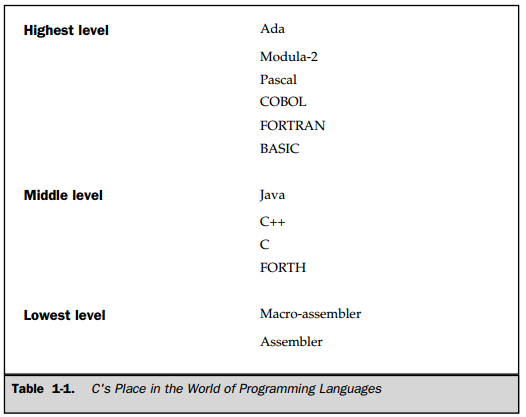 Highest level Ada
Modula-2
Pascal
COBOL
FORTRAN
BASIC
Middle level Java
C++
C
FORTH
Lowest level Macro-assembler
Assembler
Table 1-1. C's Place in the World of Programming Languages